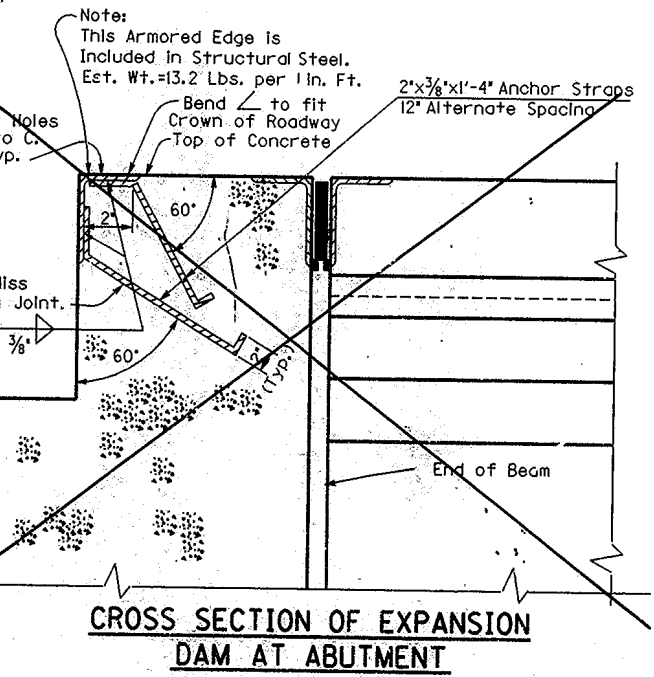 Note:
This Armored Edge is
Included in Structural Steel.
Est. Wt.=13.2 Lbs. per lin. Ft.
2"x3/8"x1'-4" Anchor Straps
12" Alternate Spacing
Bend ∠ to fit
Crown of Roadway
Top of Concrete
Holes
C.
60°
2"
Joint.
3/8"
60°
2"
(Typ.)
End of Beam
CROSS SECTION OF EXPANSION
DAM AT ABUTMENT